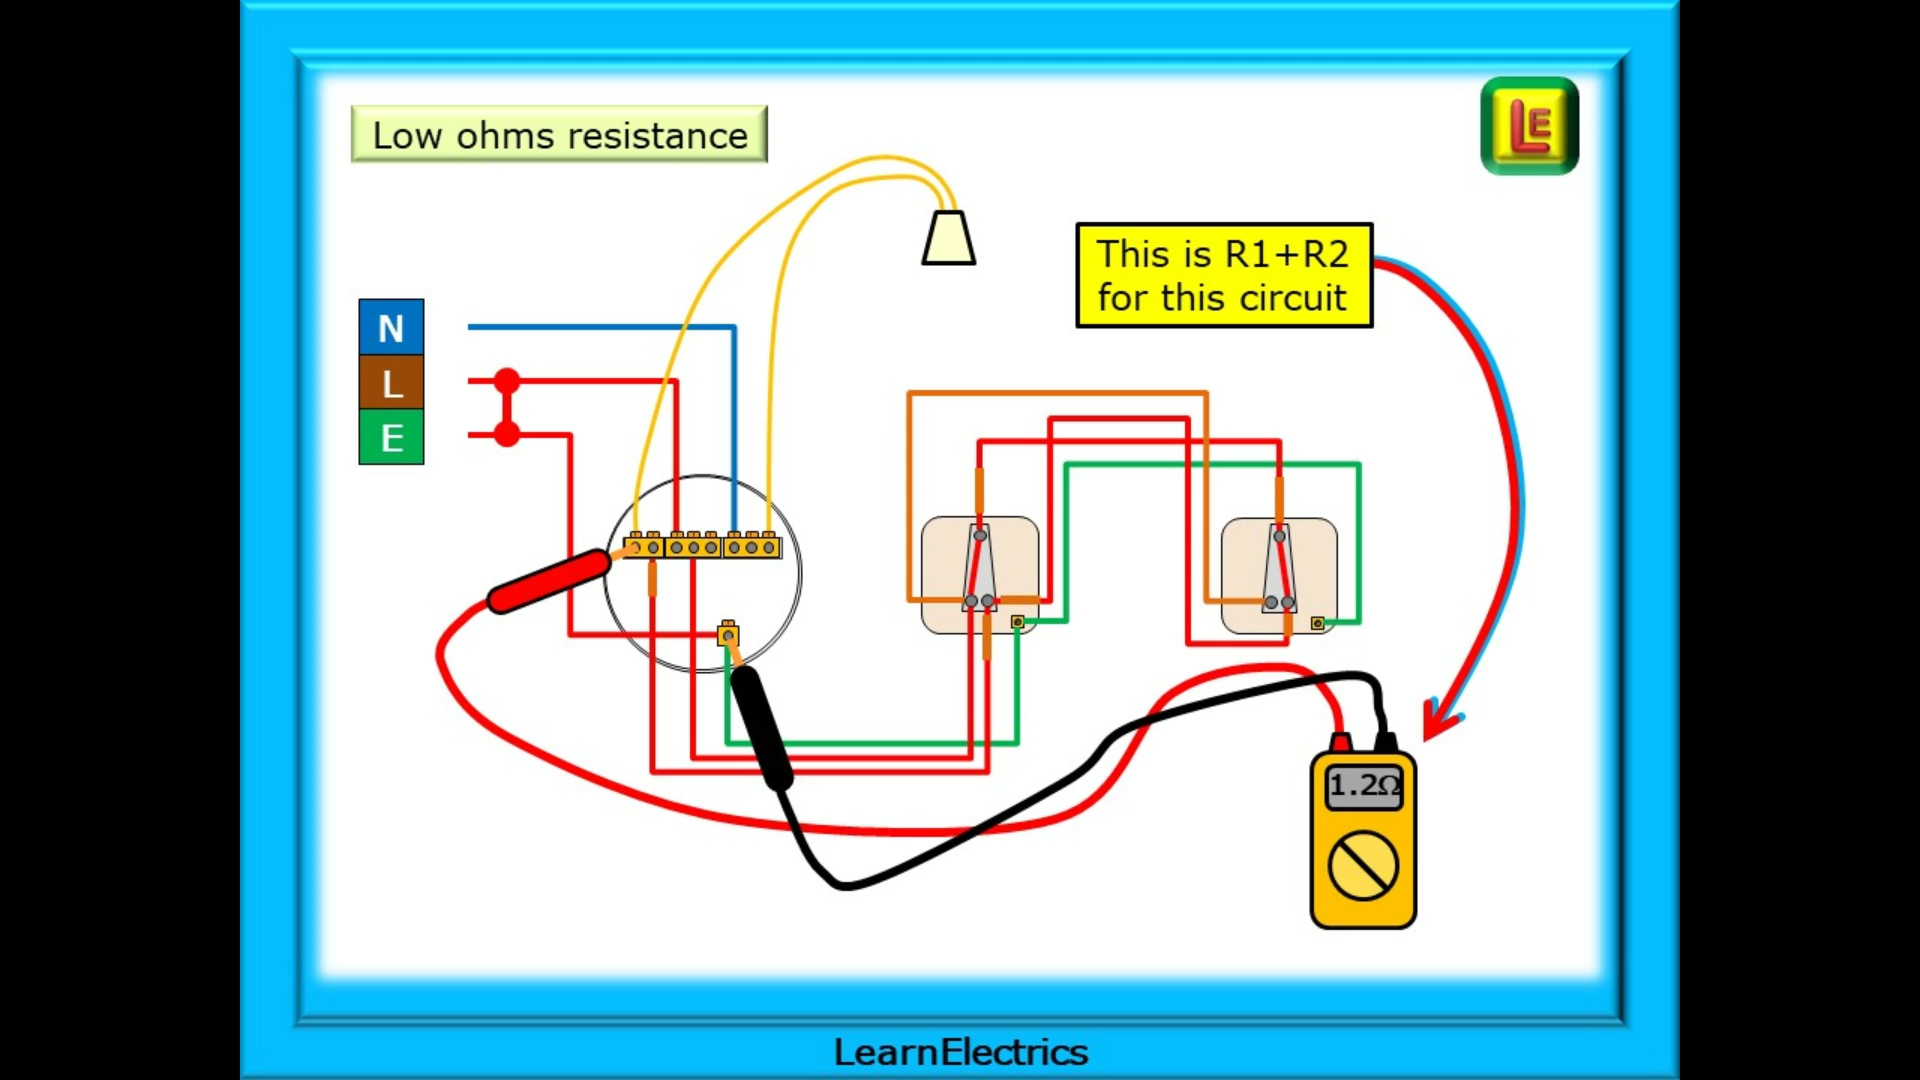 Low ohms resistance
LE
This is R1+R2
for this circuit
N
L
E
1.2Ω
LearnElectrics